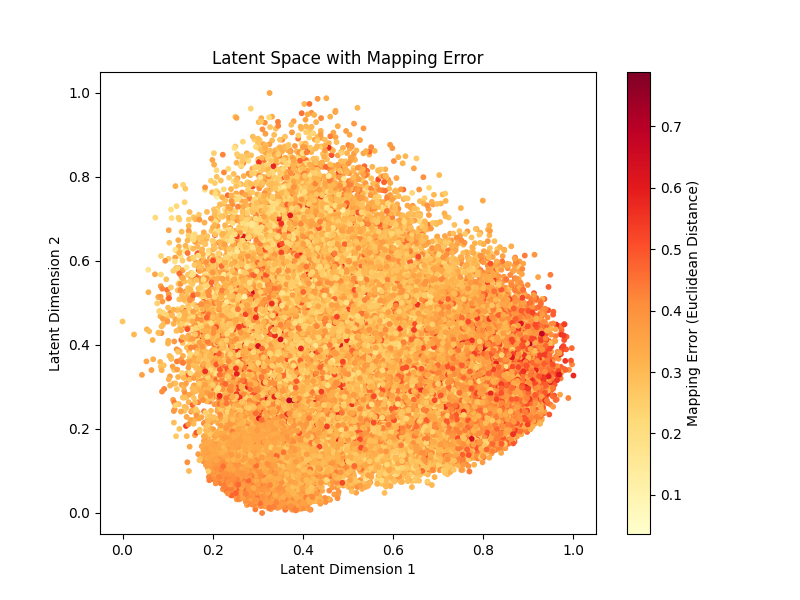 Latent Space with Mapping Error
1.0
0.8
0.6
0.4
0.2
0.0
Latent Dimension 2
0.0 0.2 0.4 0.6 0.8 1.0
Latent Dimension 1
0.7
0.6
0.5
0.4
0.3
0.2
0.1
Mapping Error (Euclidean Distance)